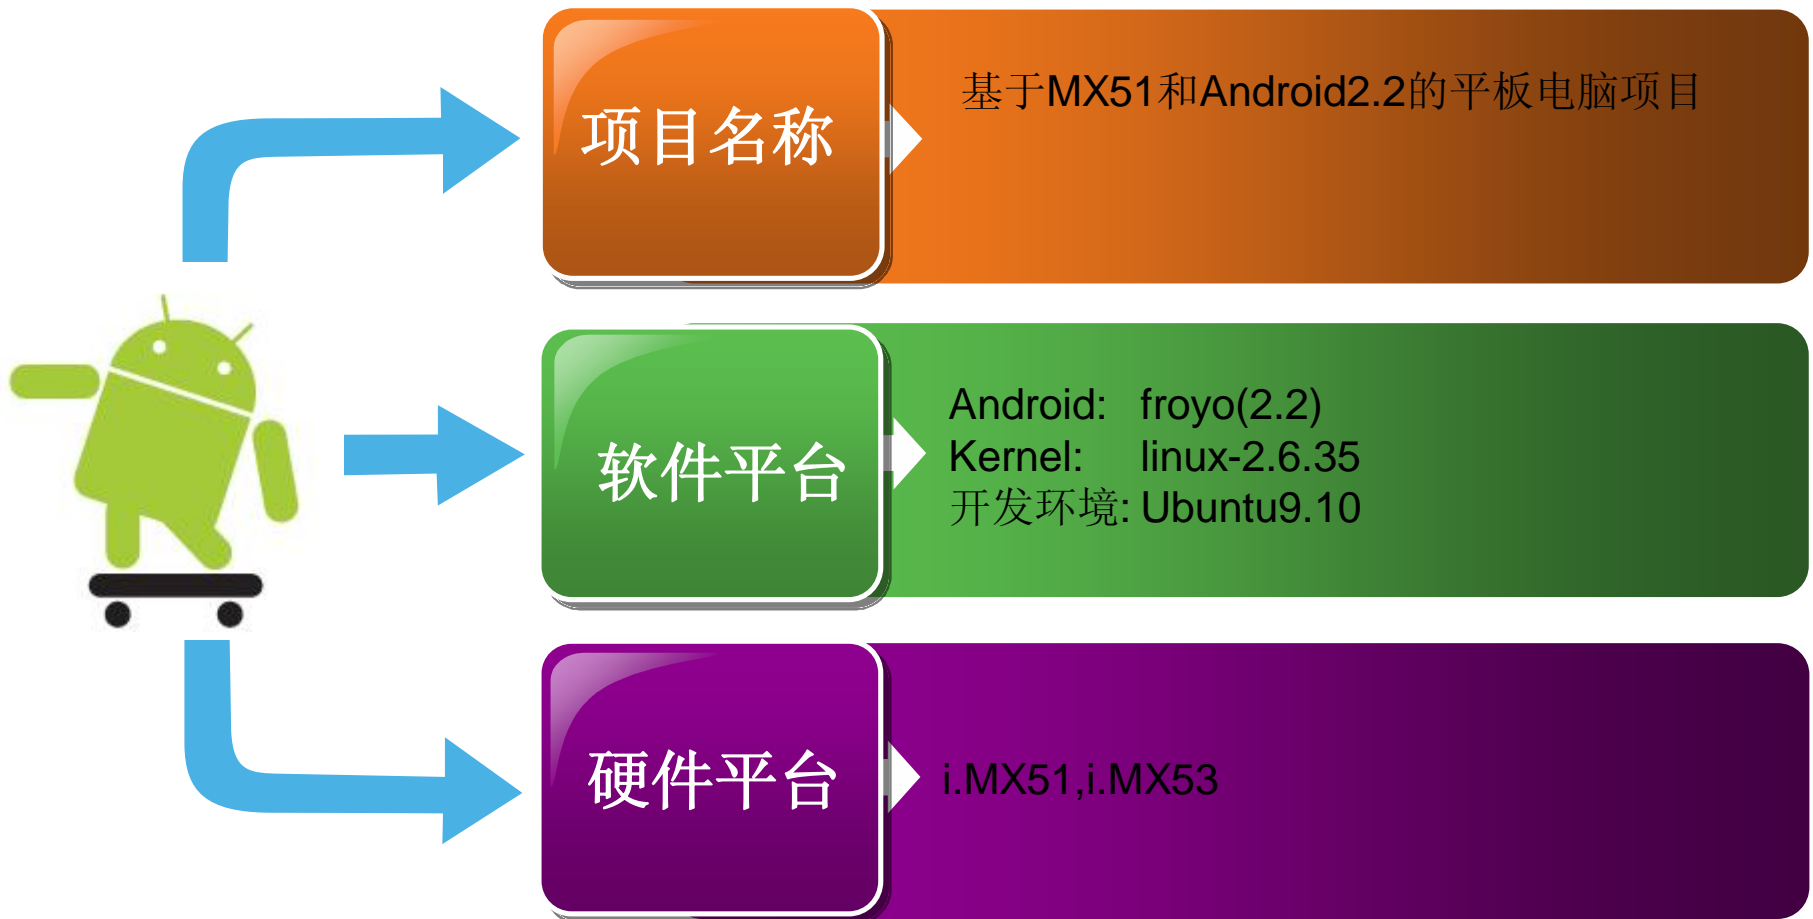 项目名称
基于MX51和Android2.2的平板电脑项目
软件平台
Android: froyo(2.2)
Kernel: linux-2.6.35
开发环境: Ubuntu9.10
硬件平台
i.MX51,i.MX53